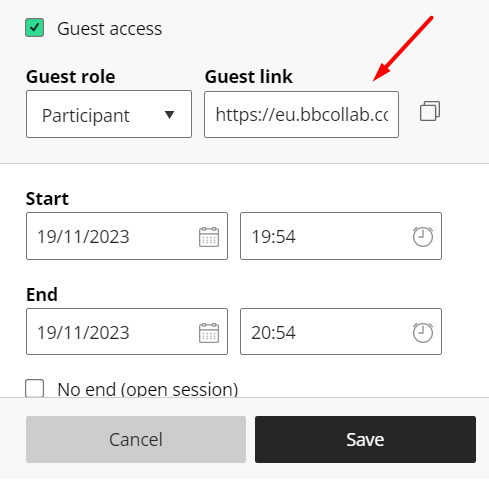 Guest access
Guest role Guest link
Participant https://eu.bbcollab.cc
Start
19/11/2023 19:54
End
19/11/2023 20:54
No end (open session)
Cancel Save